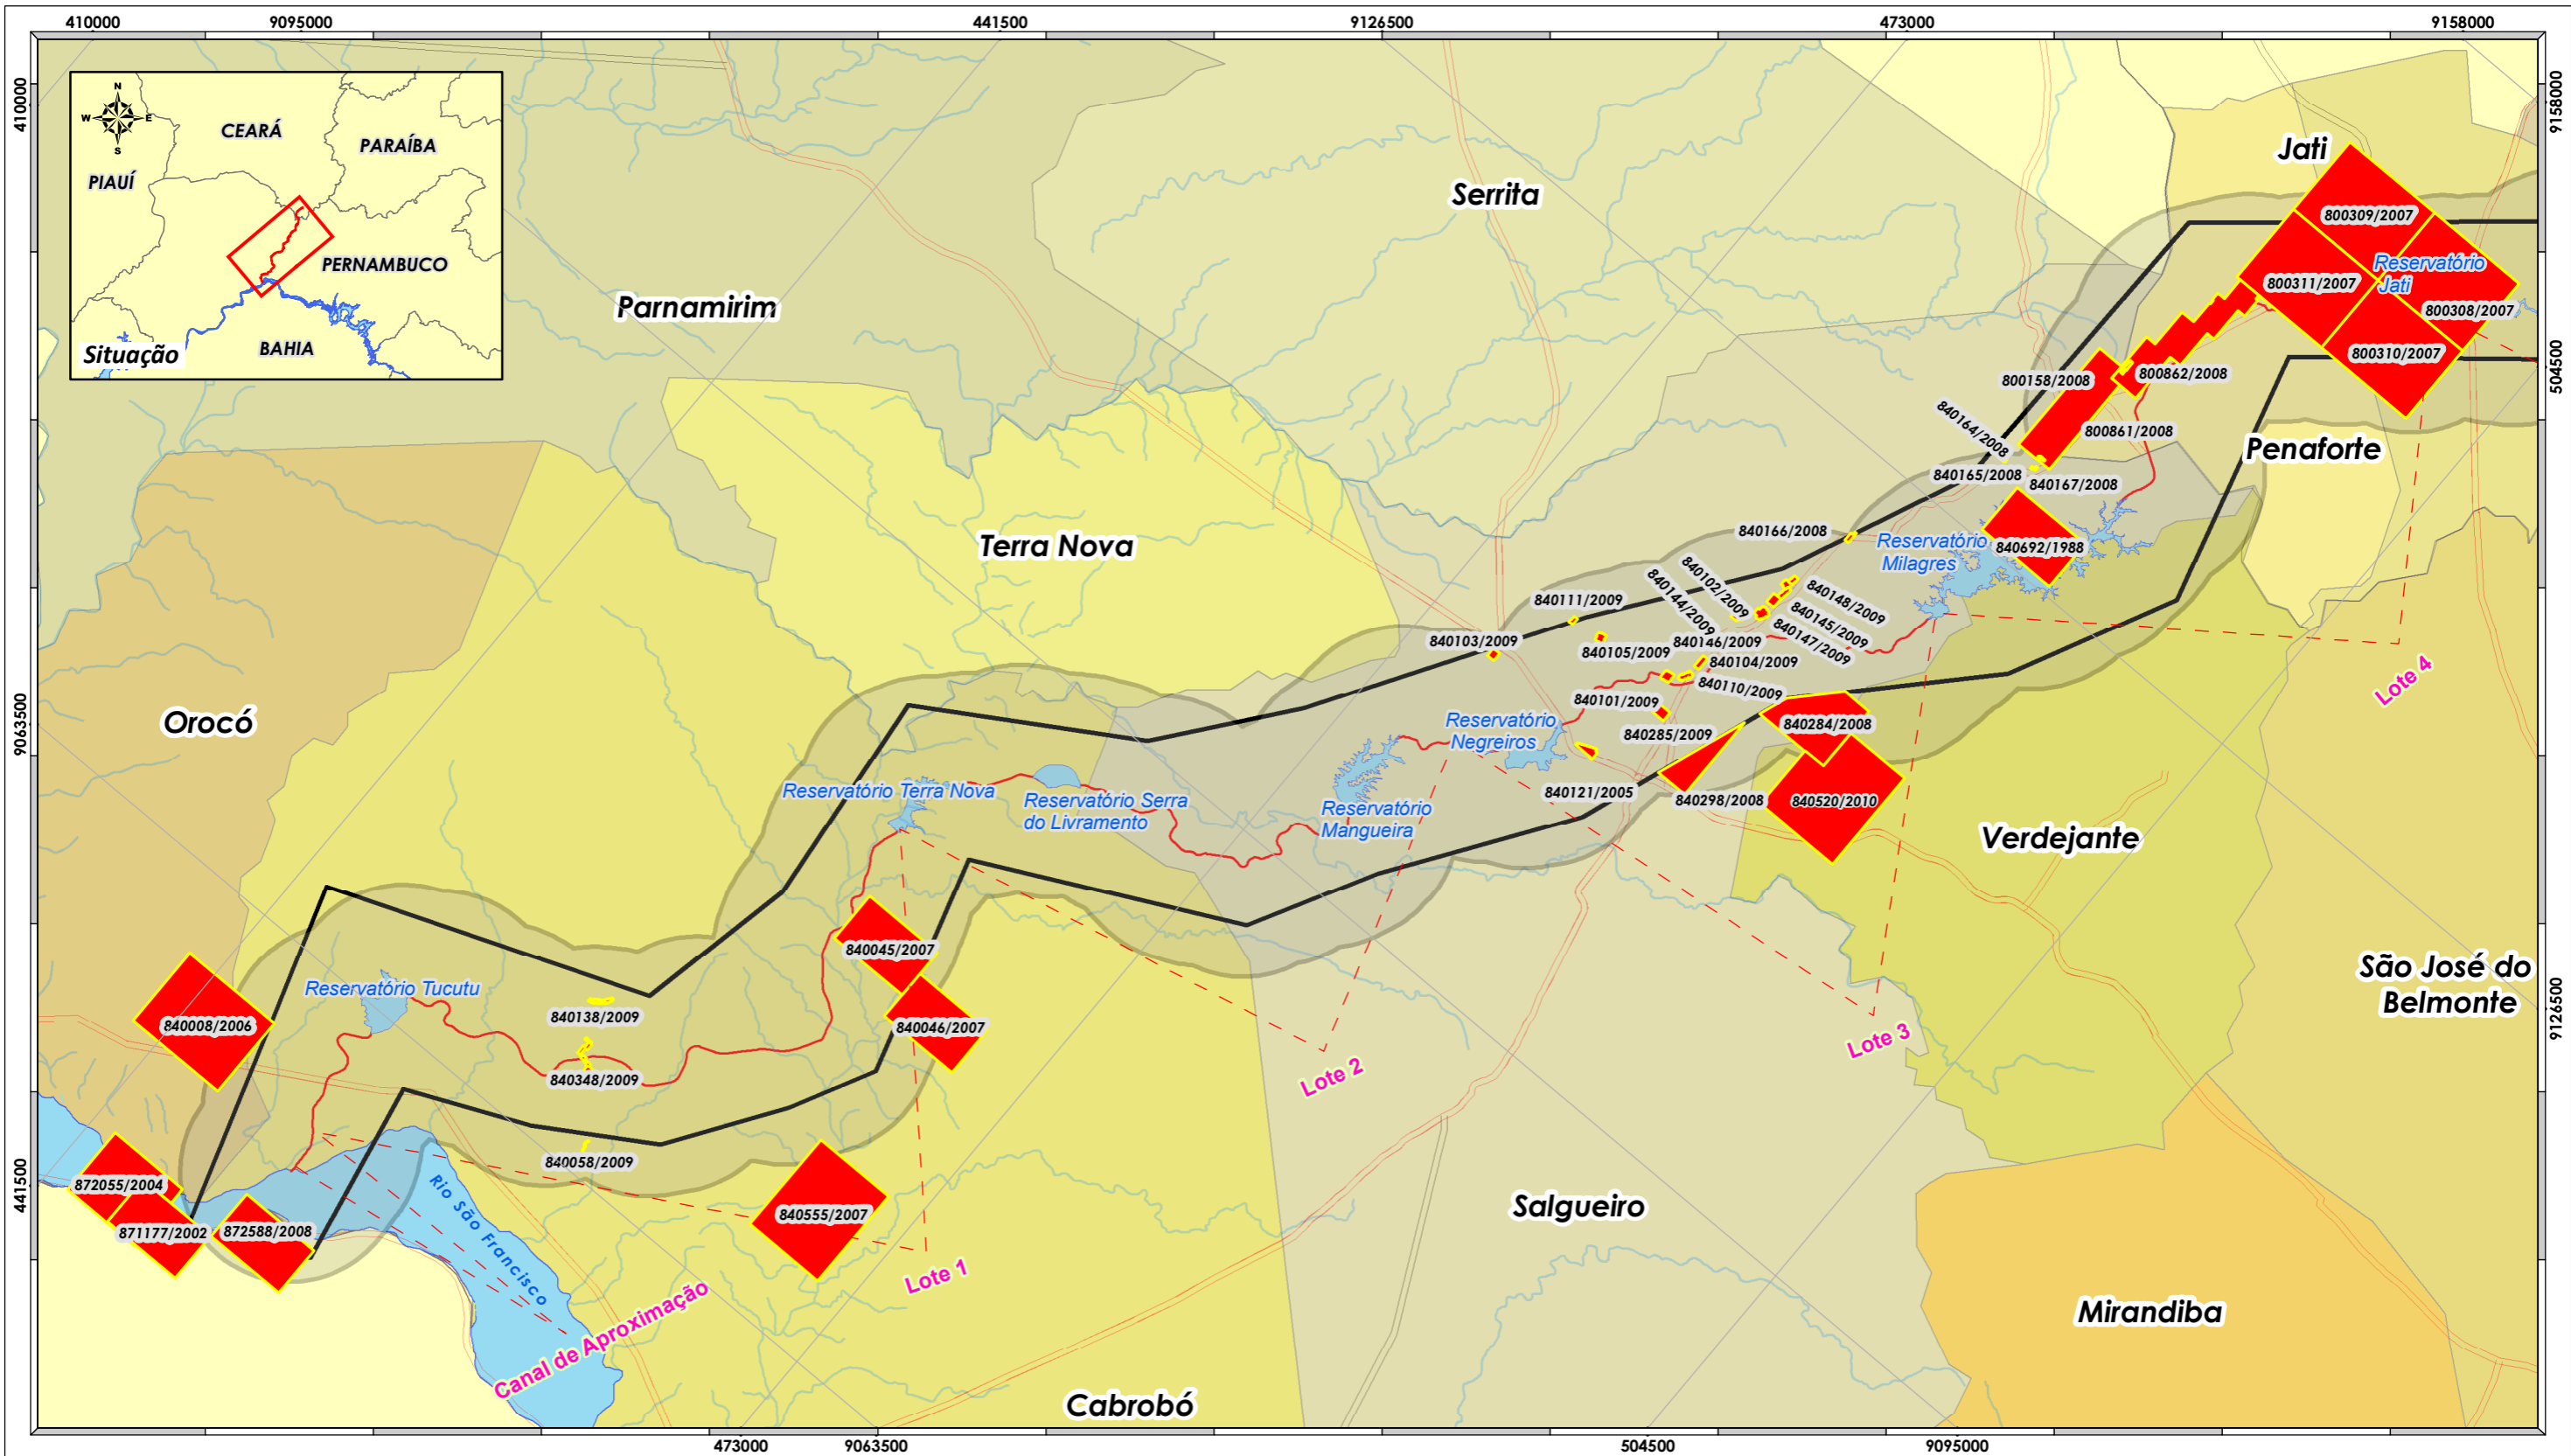 410000
9095000
441500
9126500
473000
9158000
410000
9158000
N
W
E
S
CEARÁ
PARAÍBA
PIAUÍ
PERNAMBUCO
BAHIA
Situação
Jati
Serrita
Parnamirim
800309/2007
Reservatório
Jati
800311/2007
800308/2007
800310/2007
504500
800158/2008
800862/2008
840164/2008
800861/2008
Penaforte
840165/2008
840167/2008
840166/2008
Reservatório
Milagres
840692/1988
Terra Nova
840102/2009
840144/2009
840148/2009
840111/2009
840145/2009
840147/2009
840103/2009
840105/2009
840146/2009
840104/2009
840110/2009
840101/2009
Lote 4
9063500
Orocó
Reservatório
Negreiros
840285/2009
840284/2008
Reservatório Terra Nova
Reservatório Serra
do Livramento
Reservatório
Mangueira
840121/2005
840298/2008
840520/2010
Verdejante
840045/2007
São José do
Belmonte
Reservatório Tucutu
840138/2009
840008/2006
840046/2007
9126500
Lote 3
840348/2009
Lote 2
840058/2009
441500
872055/2004
871177/2002
872588/2008
Rio São Francisco
840555/2007
Salgueiro
Lote 1
Canal de Aproximação
Mirandiba
Cabrobó
473000
9063500
504500
9095000